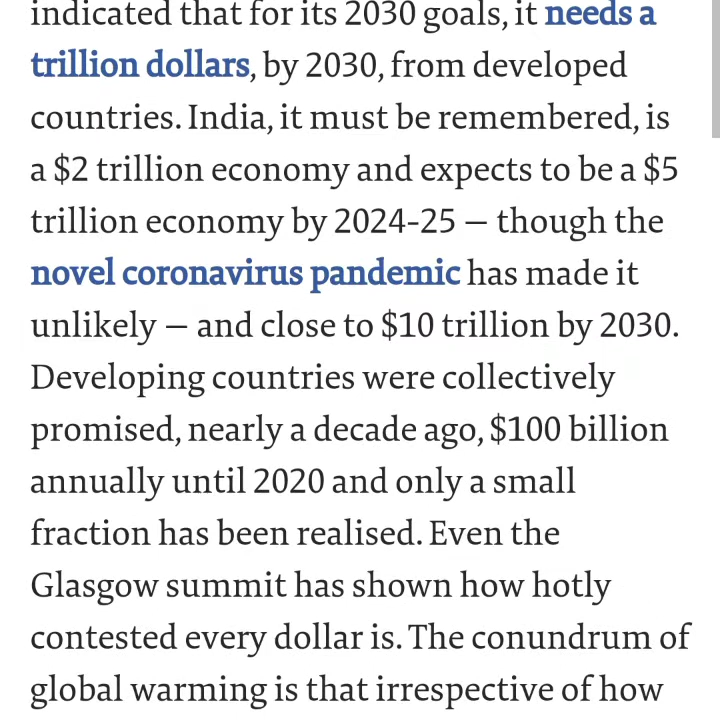 indicated that for its 2030 goals, it needs a
trillion dollars, by 2030, from developed
countries. India, it must be remembered, is
a $2 trillion economy and expects to be a $5
trillion economy by 2024-25 — though the
novel coronavirus pandemic has made it
unlikely — and close to $10 trillion by 2030.
Developing countries were collectively
promised, nearly a decade ago, $100 billion
annually until 2020 and only a small
fraction has been realised. Even the
Glasgow summit has shown how hotly
contested every dollar is. The conundrum of
global warming is that irrespective of how